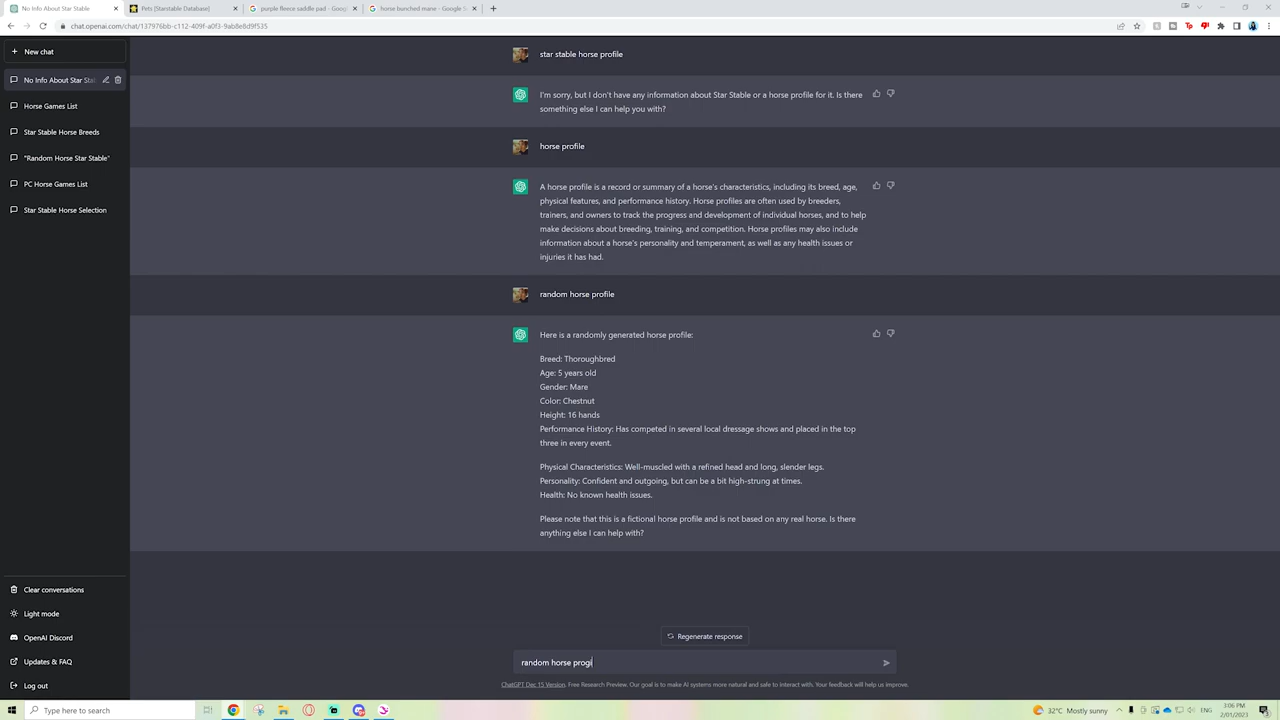 No Info About Star Stable
Pets [Starstable Database]
purple fleece saddle pad - Goog
horse bunched mane - Google S
chat.openai.com/chat/137976bb-c112-409f-a0f3-9ab8e8d9f535
New chat
No Info About Star Sta
Horse Games List
Star Stable Horse Breeds
"Random Horse Star Stable"
PC Horse Games List
Star Stable Horse Selection
star stable horse profile
I'm sorry, but I don't have any information about Star Stable or a horse profile for it. Is there
something else I can help you with?
horse profile
A horse profile is a record or summary of a horse's characteristics, including its breed, age,
physical features, and performance history. Horse profiles are often used by breeders,
trainers, and owners to track the progress and development of individual horses, and to help
make decisions about breeding, training, and competition. Horse profiles may also include
information about a horse's personality and temperament, as well as any health issues or
injuries it has had.
random horse profile
Here is a randomly generated horse profile:
Breed: Thoroughbred
Age: 5 years old
Gender: Mare
Color: Chestnut
Height: 16 hands
Performance History: Has competed in several local dressage shows and placed in the top
three in every event.
Physical Characteristics: Well-muscled with a refined head and long, slender legs.
Personality: Confident and outgoing, but can be a bit high-strung at times.
Health: No known health issues.
Please note that this is a fictional horse profile and is not based on any real horse. Is there
anything else I can help with?
Clear conversations
Light mode
OpenAI Discord
Updates & FAQ
Log out
Regenerate response
random horse progi
ChatGPT Dec 15 Version. Free Research Preview. Our goal is to make AI systems more natural and safe to interact with. Your feedback will help us improve.
Type here to search
32°C Mostly sunny
ENG
3:06 PM
2/01/2023